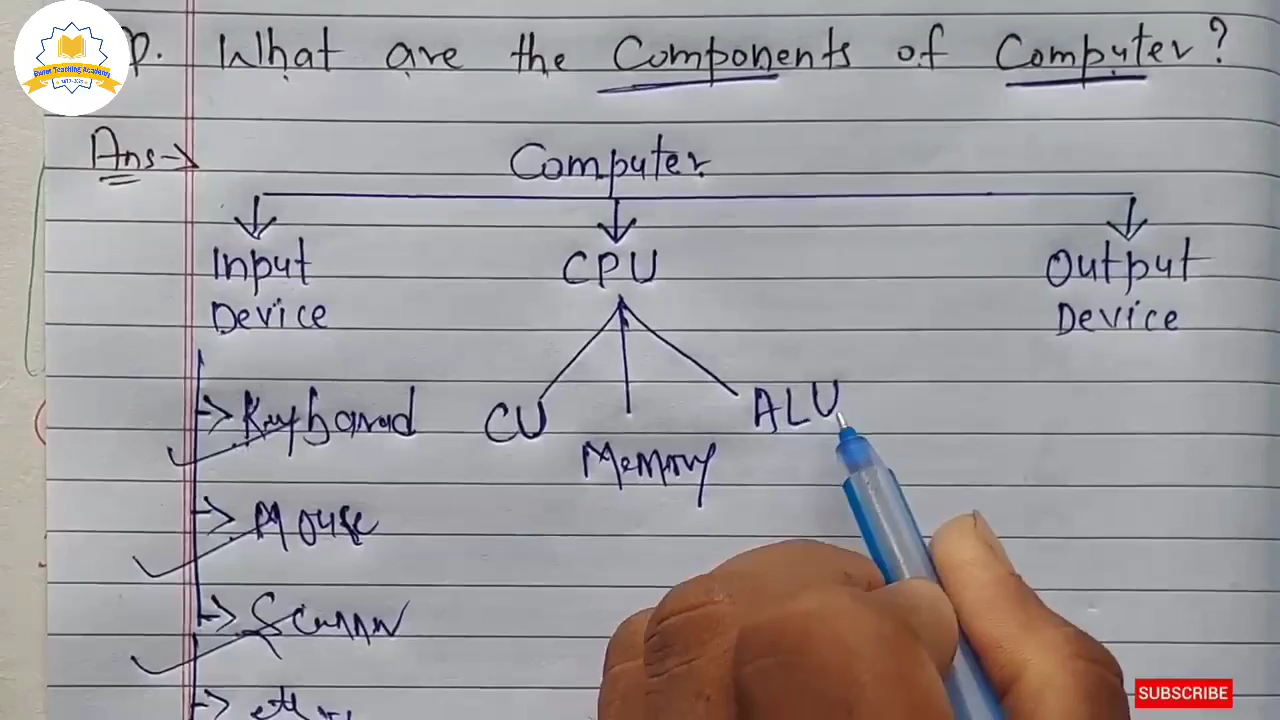 Q. What are the Components of Computer?
Ans→
Computer
Input Device
CPU
Output Device
CU
Memory
ALU
→ Keyboard
→ Mouse
→ Scanner
SUBSCRIBE